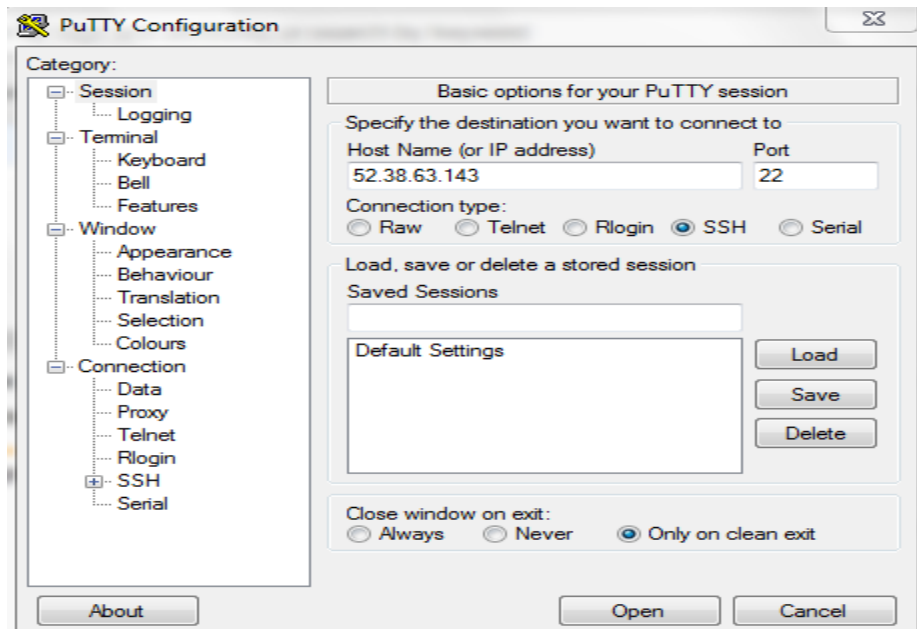 PuTTY Configuration
Category:
Session
Logging
Terminal
Keyboard
Bell
Features
Window
Appearance
Behaviour
Translation
Selection
Colours
Connection
Data
Proxy
Telnet
Rlogin
SSH
Serial
Basic options for your PuTTY session
Specify the destination you want to connect to
Host Name (or IP address) Port
52.38.63.143 22
Connection type:
Raw Telnet Rlogin SSH Serial
Load, save or delete a stored session
Saved Sessions
Default Settings
Load
Save
Delete
Close window on exit:
Always Never Only on clean exit
About Open Cancel